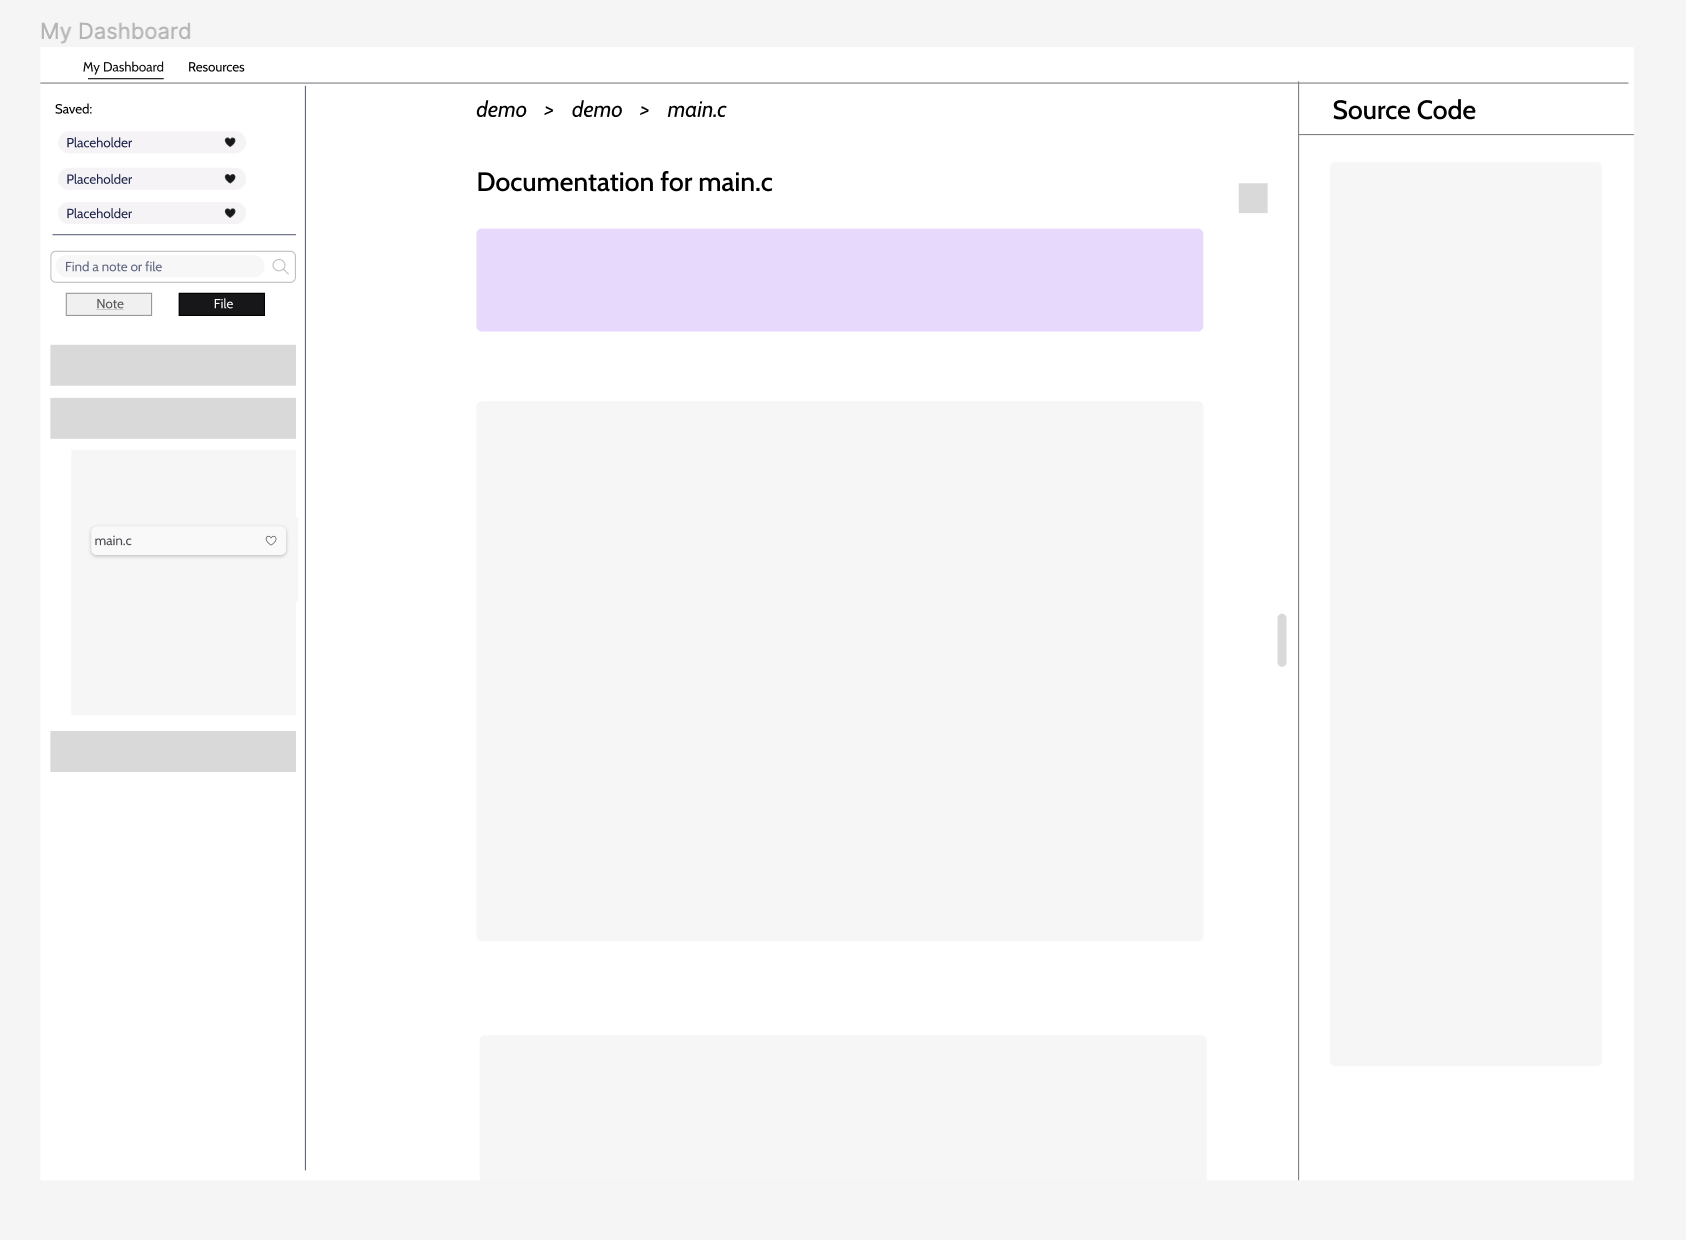 My Dashboard
My Dashboard Resources
Saved:
Placeholder
Placeholder
Placeholder
Find a note or file
Note File
main.c
demo > demo > main.c
Documentation for main.c
Source Code